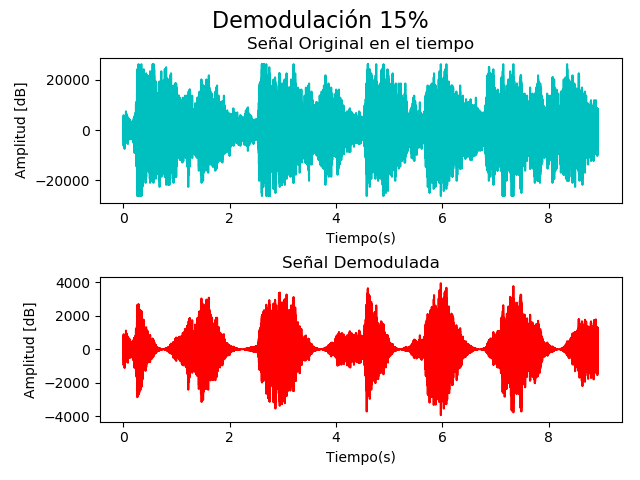 Demodulación 15%
Señal Original en el tiempo
Amplitud [dB]
20000
0
−20000
0 2 4 6 8
Tiempo(s)
Señal Demodulada
Amplitud [dB]
4000
2000
0
−2000
−4000
0 2 4 6 8
Tiempo(s)